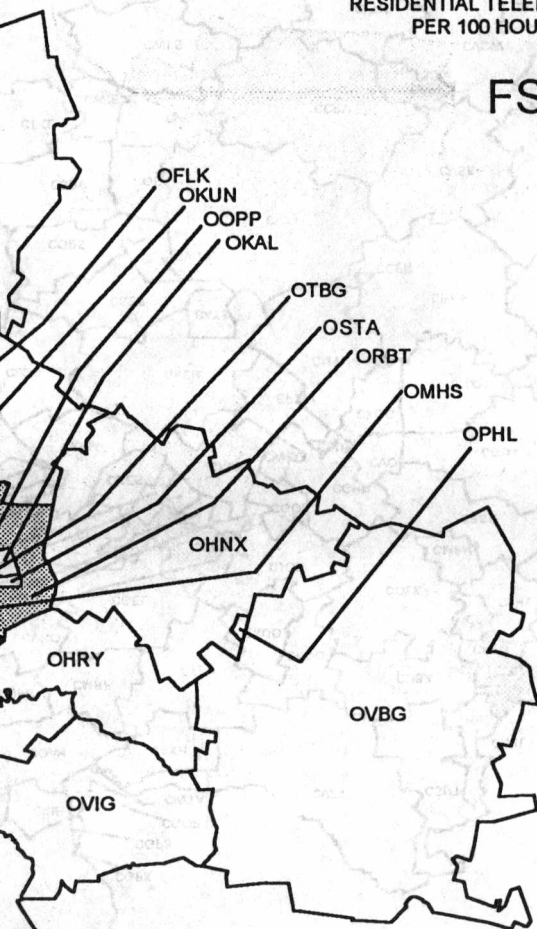 RESIDENTIAL TELE
PER 100 HOU
FS
OFLK
OKUN
OOPP
OKAL
OTBG
OSTA
ORBT
OMHS
OPHL
OHNX
OHRY
OVBG
OVIG